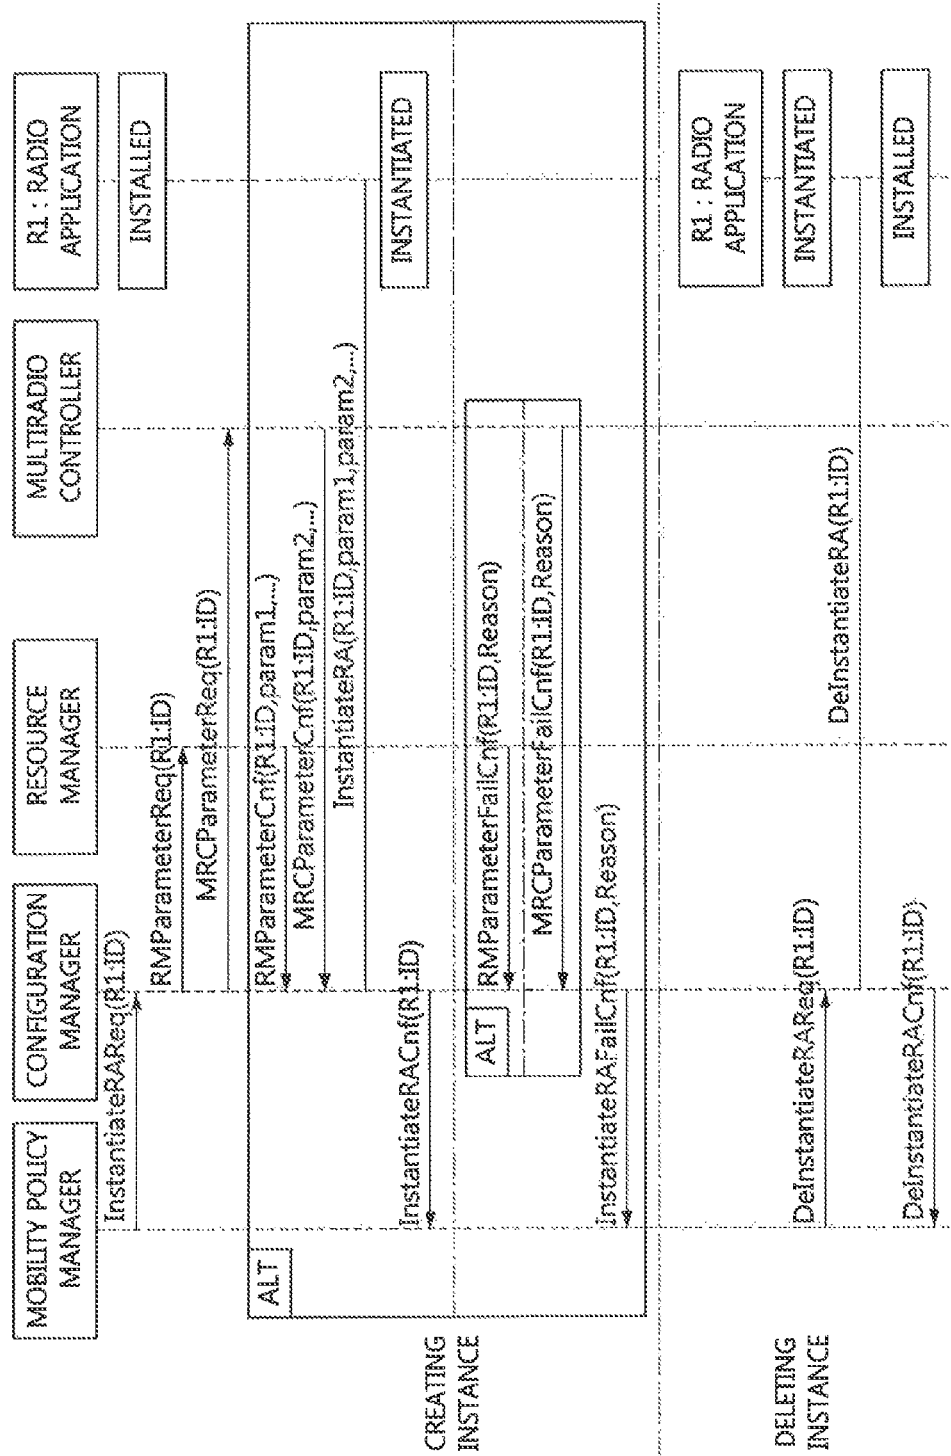 MOBILITY POLICY
MANAGER
CONFIGURATION
MANAGER
RESOURCE
MANAGER
MULTIRADIO
CONTROLLER
R1 : RADIO
APPLICATION
INSTALLED
InstantiateRAReq(R1:ID)
RMParameterReq(R1:ID)
MRCParameterReq(R1:ID)
ALT
RMParameterCnf(R1:ID,param1,...)
MRCParameterCnf(R1:ID,param2,...)
InstantiateRA(R1:ID,param1,param2,...)
INSTANTIATED
InstantiateRACnf(R1:ID)
CREATING
INSTANCE
ALT
RMParameterFailCnf(R1:ID,Reason)
MRCParameterFailCnf(R1:ID,Reason)
InstantiateRAFailCnf(R1:ID,Reason)
R1 : RADIO
APPLICATION
INSTANTIATED
DELETING
INSTANCE
DeInstantiateRAReq(R1:ID)
DeInstantiateRA(R1:ID)
INSTALLED
DeInstantiateRACnf(R1:ID)